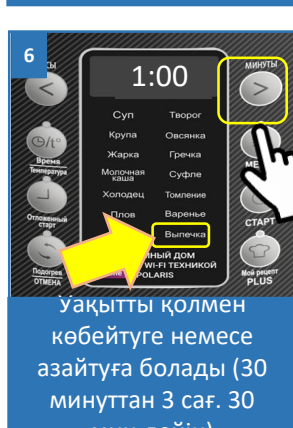 6
МИНУТЫ
1:00
Суп Творог
Крупа Овсянка
Жарка Гречка
Молочная каша Суфле
Холодец Томление
Плов Варенье
Выпечка
Время
Температура
Отложенный старт
СТАРТ
Подогрев
ОТМЕНА
Мой рецепт
PLUS
ДОМ
WI-FI ТЕХНИКОЙ
POLARIS
Уақытты қолмен
көбейтуге немесе
азайтуға болады (30
минуттан 3 сағ. 30